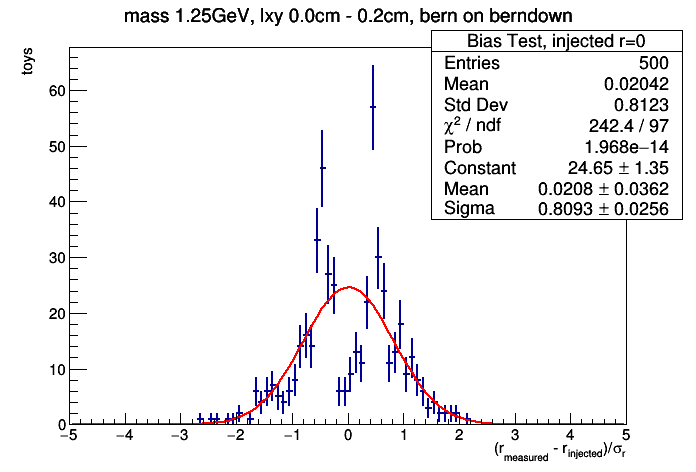 mass 1.25GeV, lxy 0.0cm - 0.2cm, bern on berndown
Bias Test, injected r=0
Entries 500
Mean 0.02042
Std Dev 0.8123
χ² / ndf 242.4 / 97
Prob 1.968e−14
Constant 24.65 ± 1.35
Mean 0.0208 ± 0.0362
Sigma 0.8093 ± 0.0256
toys
60
50
40
30
20
10
0
−5 −4 −3 −2 −1 0 1 2 3 4 5
(r_measured - r_injected)/σ_r